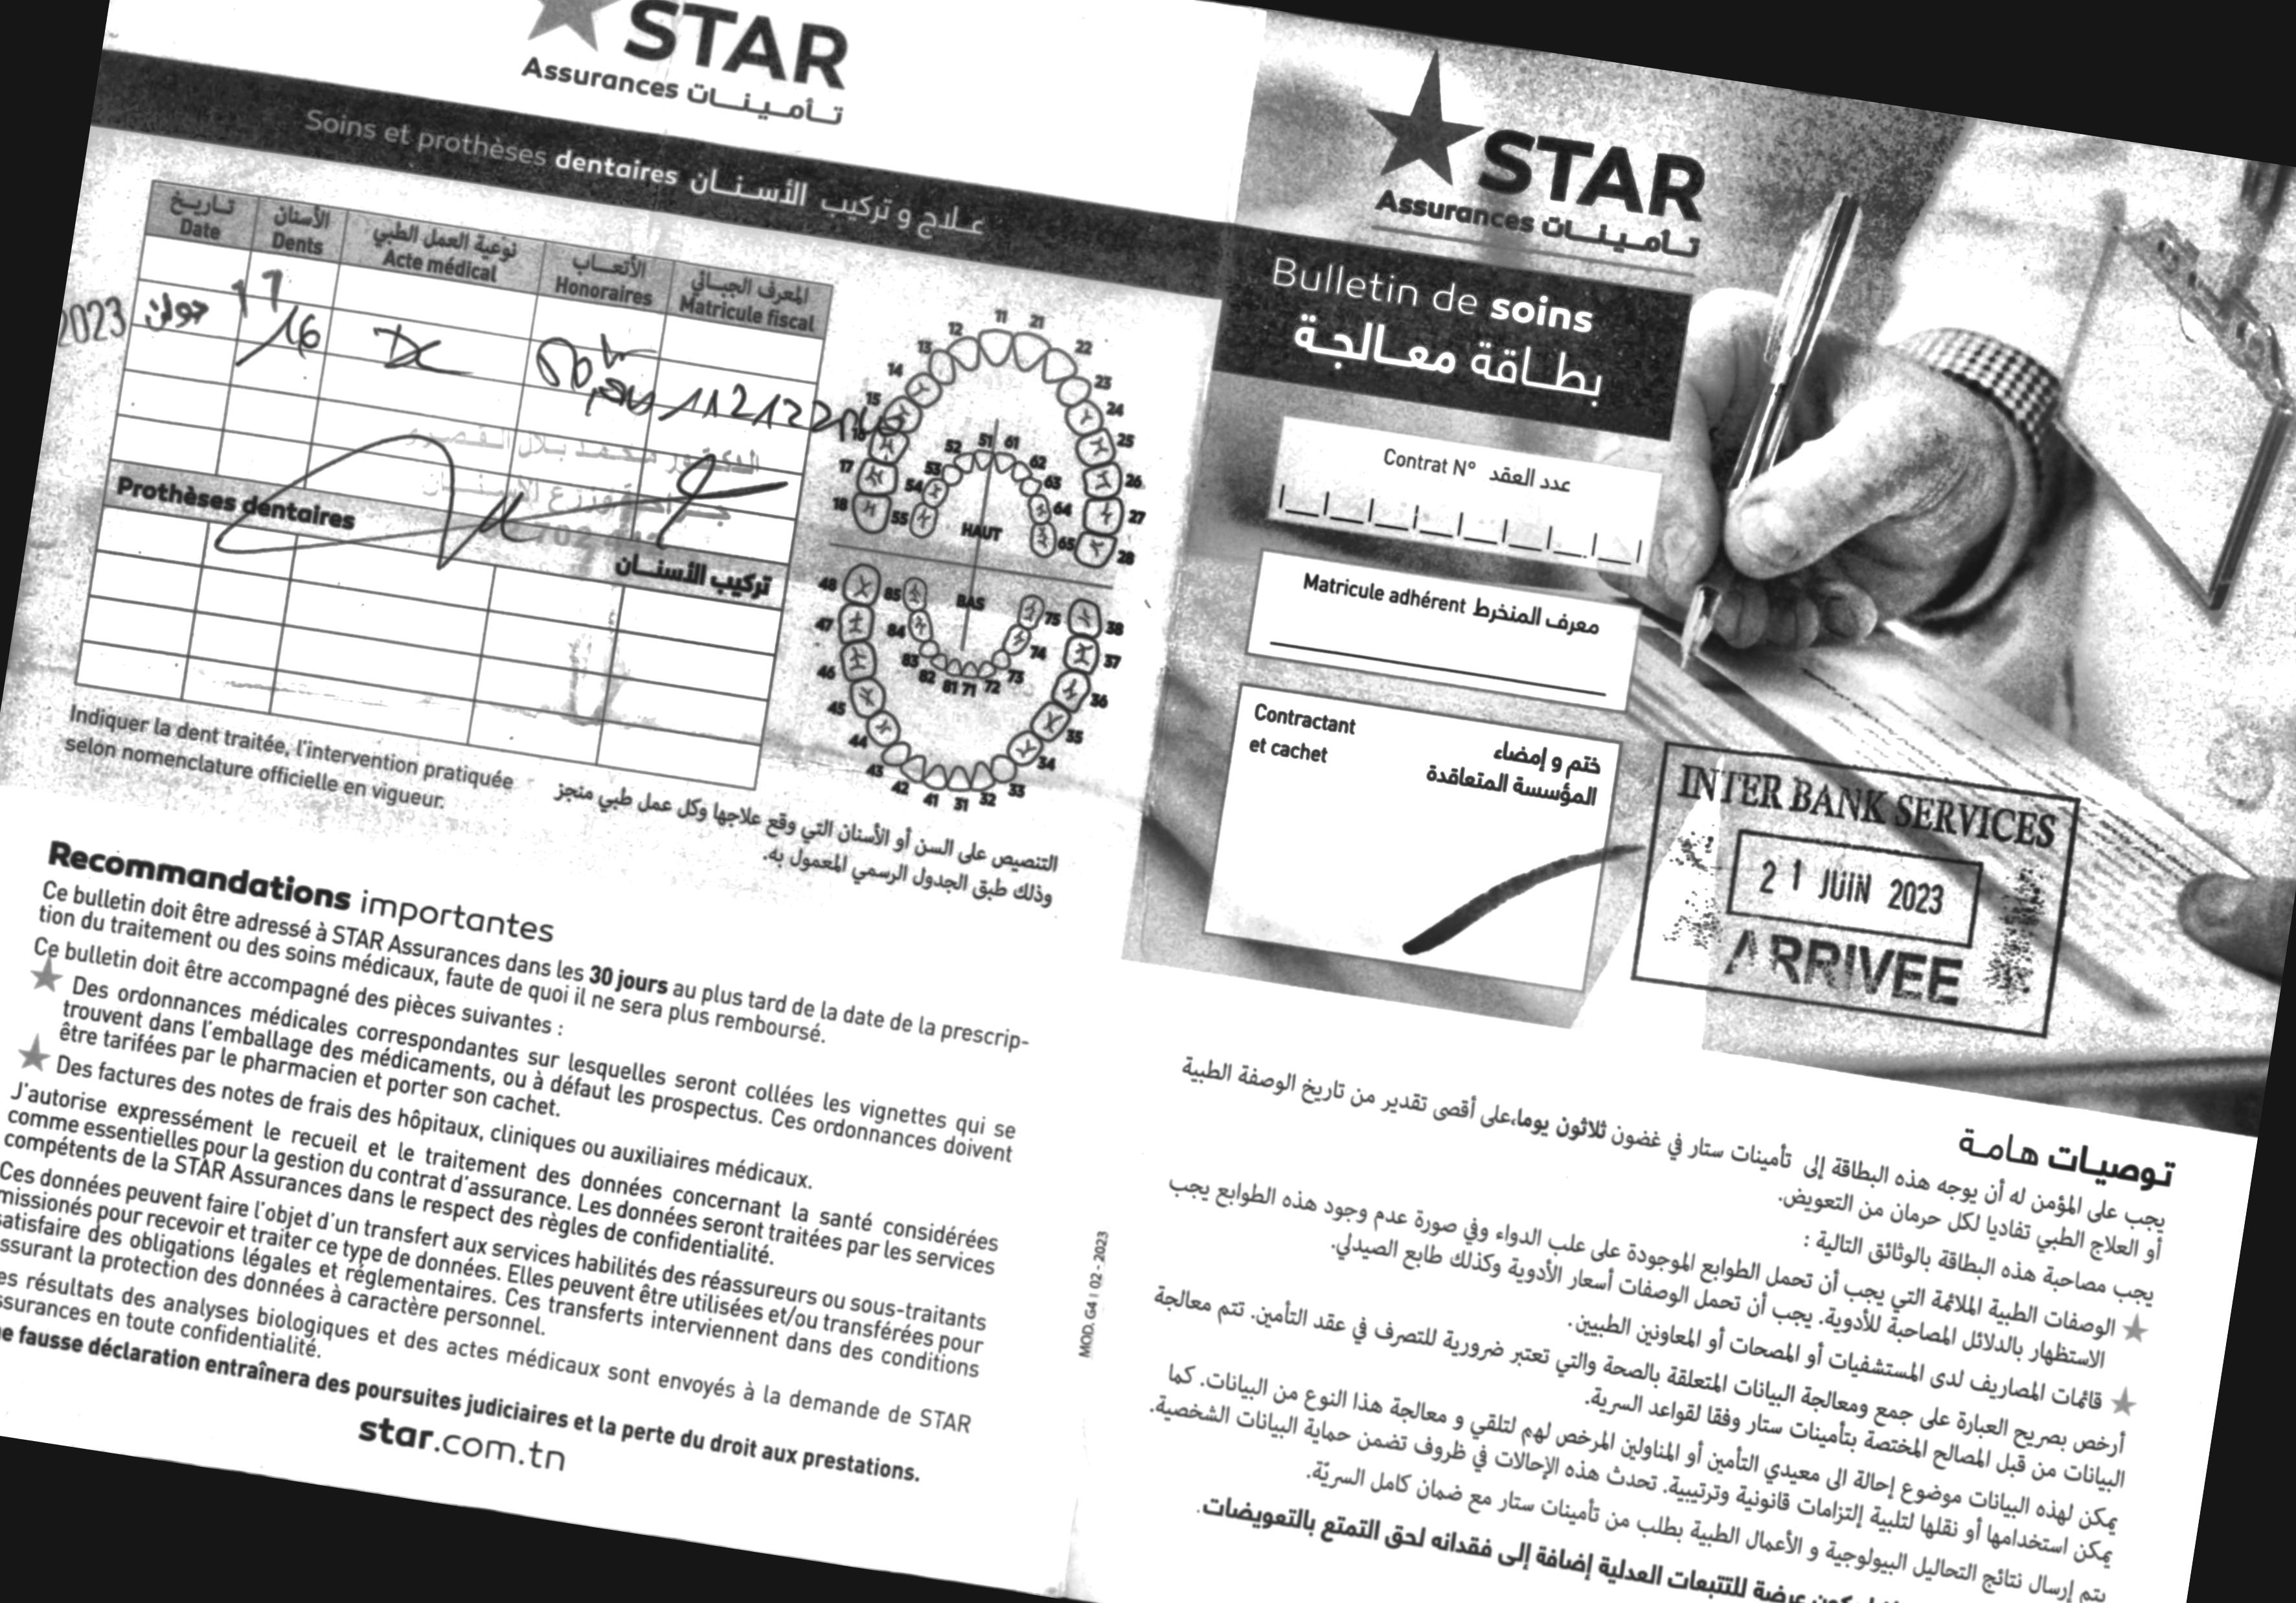 STAR
Assurances تأمينات
Soins et prothèses dentaires علاج و تركيب الأسنان
تاريخ
Date
الأسنان
Dents
نوعية العمل الطبي
Acte médical
الأتعاب
Honoraires
المعرف الجبائي
Matricule fiscal
2023 جوان
16
الدكتور محمد بلال القصري
Prothèses dentaires
تركيب الأسنان
11 21
12 22
13 23
14 24
15 25
16 26
17 27
18 28
51 61
52 62
53 63
54 64
55 65
HAUT
BAS
48 85 75 38
47 84 74 37
46 83 73 36
82 81 71 72
45 35
44 34
43 33
42 41 31 32
Indiquer la dent traitée, l'intervention pratiquée
selon nomenclature officielle en vigueur.
التنصيص على السن أو الأسنان التي وقع علاجها وكل عمل طبي منجز
وذلك طبق الجدول الرسمي المعمول به.
Recommandations importantes
Ce bulletin doit être adressé à STAR Assurances dans les 30 jours au plus tard de la date de la prescrip-
tion du traitement ou des soins médicaux, faute de quoi il ne sera plus remboursé.
Ce bulletin doit être accompagné des pièces suivantes :
Des ordonnances médicales correspondantes sur lesquelles seront collées les vignettes qui se
trouvent dans l'emballage des médicaments, ou à défaut les prospectus. Ces ordonnances doivent
être tarifées par le pharmacien et porter son cachet.
Des factures des notes de frais des hôpitaux, cliniques ou auxiliaires médicaux.
J'autorise expressément le recueil et le traitement des données concernant la santé considérées
comme essentielles pour la gestion du contrat d'assurance. Les données seront traitées par les services
compétents de la STAR Assurances dans le respect des règles de confidentialité.
Ces données peuvent faire l'objet d'un transfert aux services habilités des réassureurs ou sous-traitants
missionés pour recevoir et traiter ce type de données. Elles peuvent être utilisées et/ou transférées pour
satisfaire des obligations légales et réglementaires. Ces transferts interviennent dans des conditions
ssurant la protection des données à caractère personnel.
es résultats des analyses biologiques et des actes médicaux sont envoyés à la demande de STAR
ssurances en toute confidentialité.
e fausse déclaration entraînera des poursuites judiciaires et la perte du droit aux prestations.
star.com.tn
MOD. G4 | 02 - 2023
STAR
Assurances تأمينات
Bulletin de soins
بطاقة معالجة
Contrat N° عدد العقد
Matricule adhérent معرف المنخرط
Contractant
et cachet
ختم و إمضاء
المؤسسة المتعاقدة
INTER BANK SERVICES
21 JUIN 2023
ARRIVEE
توصيات هامة
يجب على المؤمن له أن يوجه هذه البطاقة إلى تأمينات ستار في غضون ثلاثون يوما،على أقصى تقدير من تاريخ الوصفة الطبية
أو العلاج الطبي تفاديا لكل حرمان من التعويض.
يجب مصاحبة هذه البطاقة بالوثائق التالية :
الوصفات الطبية الملائمة التي يجب أن تحمل الطوابع الموجودة على علب الدواء وفي صورة عدم وجود هذه الطوابع يجب
الاستظهار بالدلائل المصاحبة للأدوية. يجب أن تحمل الوصفات أسعار الأدوية وكذلك طابع الصيدلي.
قائمات المصاريف لدى المستشفيات أو المصحات أو المعاونين الطبيين.
أرخص بصريح العبارة على جمع ومعالجة البيانات المتعلقة بالصحة والتي تعتبر ضرورية للتصرف في عقد التأمين. تتم معالجة
البيانات من قبل المصالح المختصة بتأمينات ستار وفقا لقواعد السرية.
يمكن لهذه البيانات موضوع إحالة الى معيدي التأمين أو المناولين المرخص لهم لتلقي و معالجة هذا النوع من البيانات. كما
يمكن استخدامها أو نقلها لتلبية إلتزامات قانونية وترتيبية. تحدث هذه الإحالات في ظروف تضمن حماية البيانات الشخصية.
يتم إرسال نتائج التحاليل البيولوجية و الأعمال الطبية بطلب من تأمينات ستار مع ضمان كامل السريّة.
يكون عرضة للتتبعات العدلية إضافة إلى فقدانه لحق التمتع بالتعويضات.